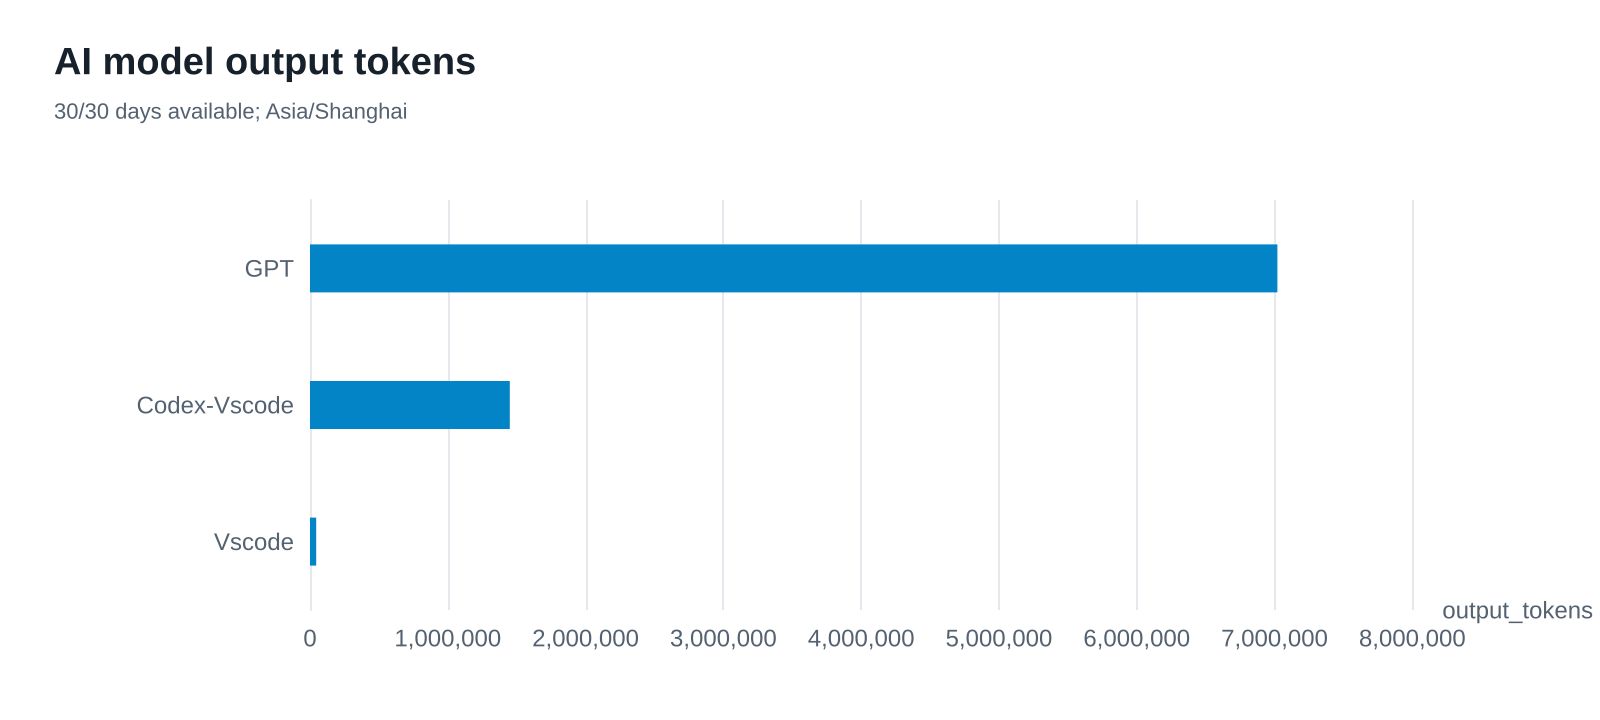 AI model output tokens
30/30 days available; Asia/Shanghai
GPT
Codex-Vscode
Vscode
output_tokens
0 1,000,000 2,000,000 3,000,000 4,000,000 5,000,000 6,000,000 7,000,000 8,000,000